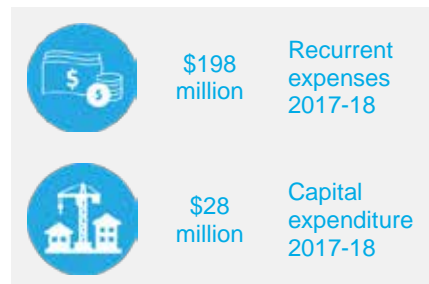 $
$
$198
million
Recurrent
expenses
2017-18
$28
million
Capital
expenditure
2017-18